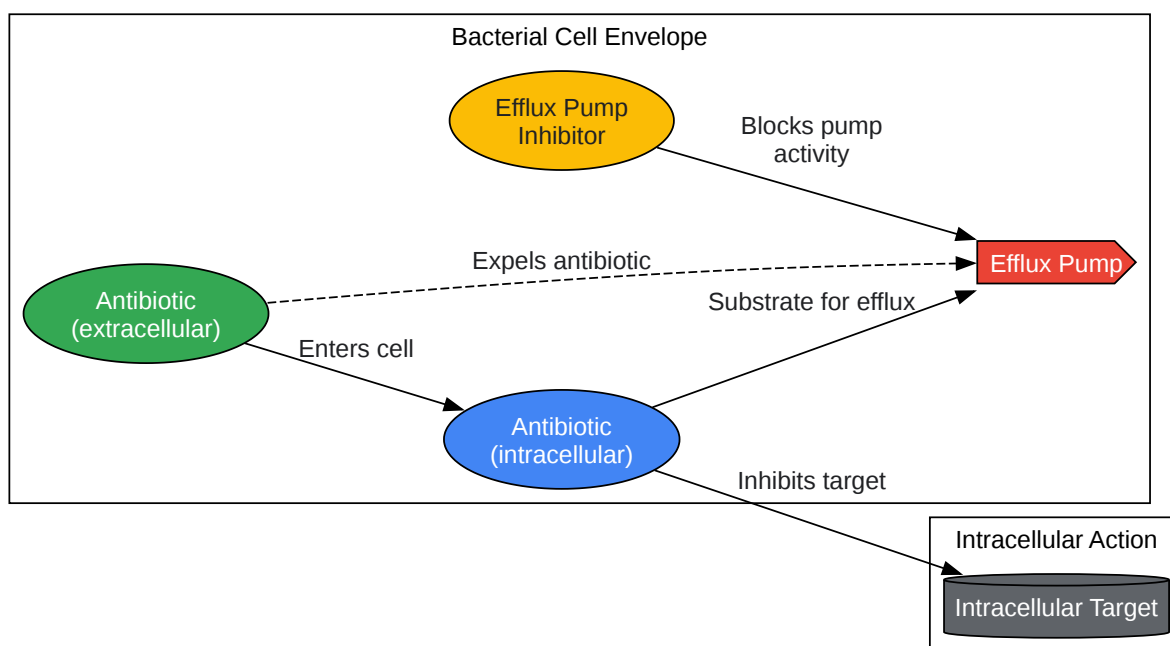 Bacterial Cell Envelope
Efflux Pump
Inhibitor
Blocks pump
activity
Expels antibiotic
Efflux Pump
Antibiotic
(extracellular)
Substrate for efflux
Enters cell
Antibiotic
(intracellular)
Inhibits target
Intracellular Action
Intracellular Target